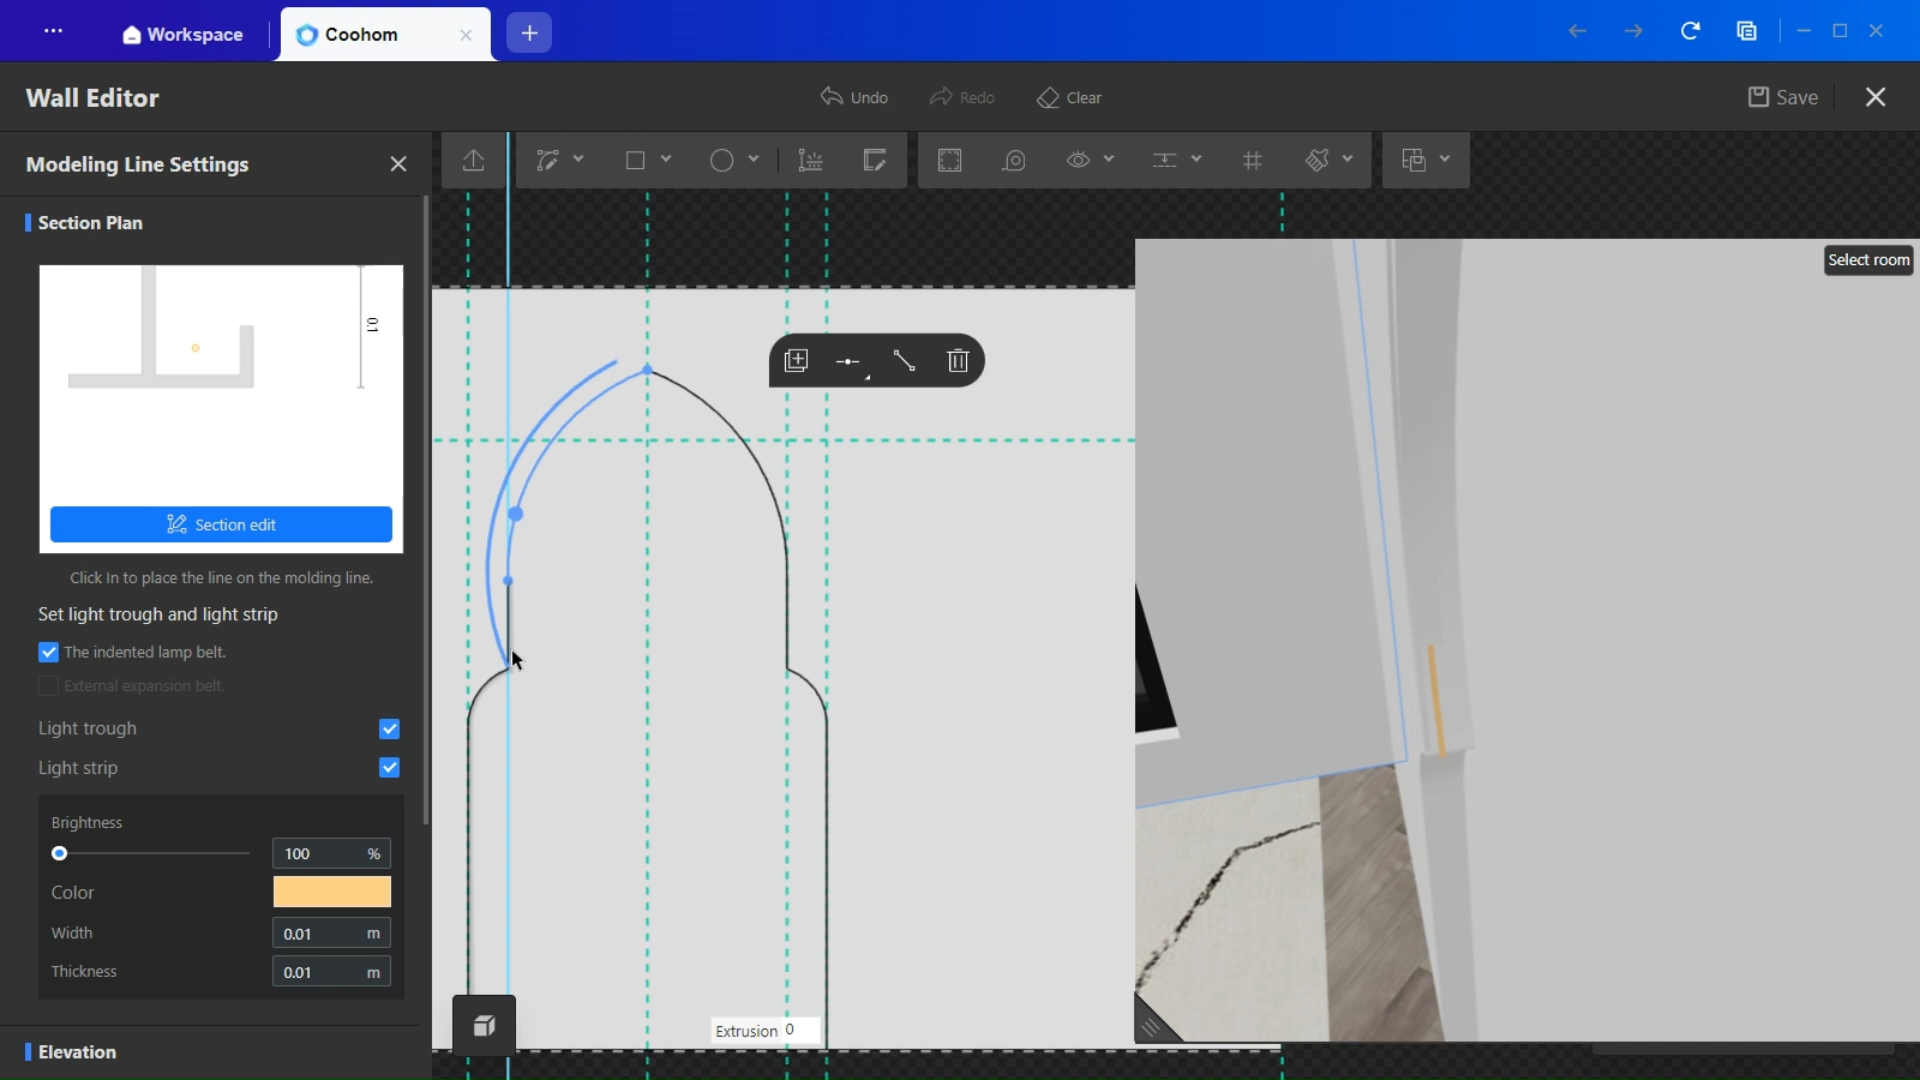 Workspace
Coohom
Wall Editor
Undo
Redo
Clear
Save
Modeling Line Settings
Section Plan
0.1
Section edit
Click In to place the line on the molding line.
Set light trough and light strip
The indented lamp belt.
External expansion belt.
Light trough
Light strip
Brightness
100 %
Color
Width
0.01 m
Thickness
0.01 m
Elevation
Extrusion 0
Select room